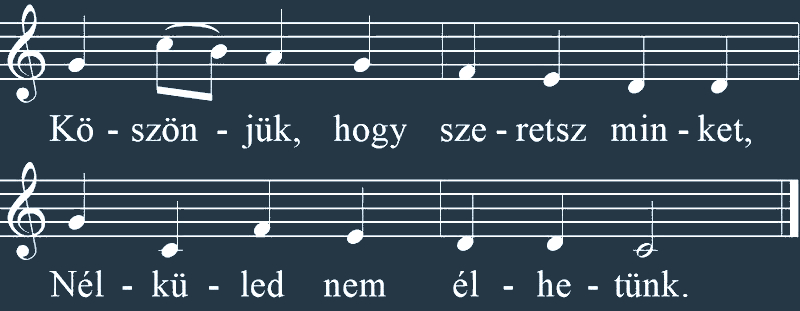 Kö - szön - jük, hogy sze - retsz min - ket,
Nél - kü - led nem él - he - tünk.